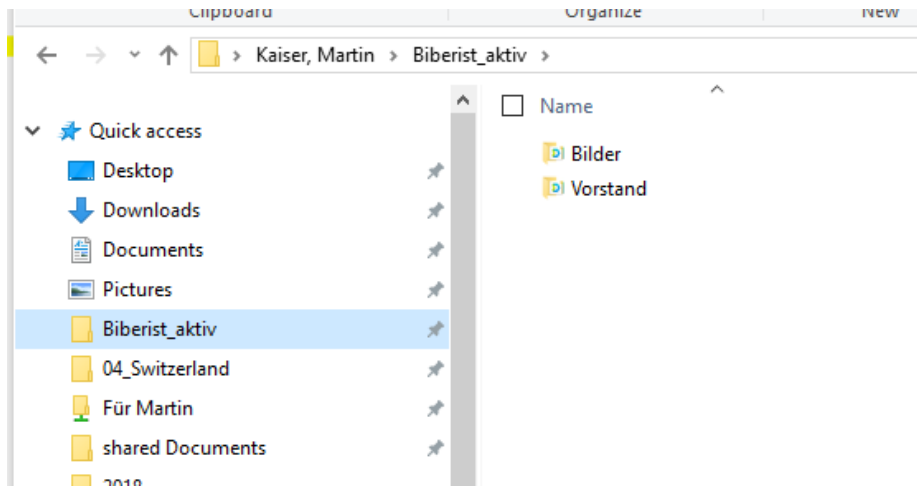 Clipboard Organize New
Kaiser, Martin > Biberist_aktiv >
Name
Quick access
Bilder
Desktop
Vorstand
Downloads
Documents
Pictures
Biberist_aktiv
04_Switzerland
Für Martin
shared Documents
2018